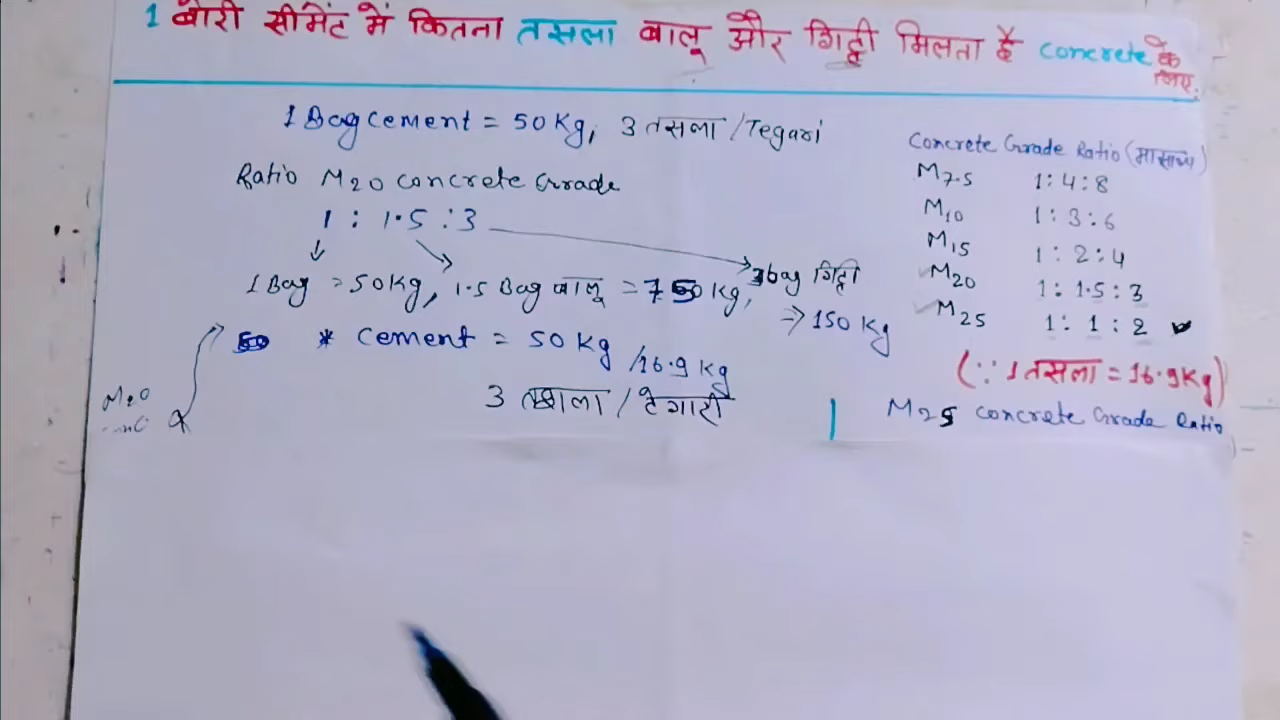 1 बोरी सीमेंट में कितना तसला बालू और गिट्टी मिलता है concrete के लिए.
1 Bag cement = 50 Kg, 3 तसला /Tegari
Ratio M20 concrete Grade
1 : 1.5 : 3
1 Bag = 50 Kg, 1.5 Bag बालू = 750 Kg, 3 bag गिट्टी
=> 150 Kg
* Cement = 50 Kg /16.9 Kg
3 तसला / टेगारी
M20
Concrete Grade Ratio (मात्रा)
M7.5 1 : 4 : 8
M10 1 : 3 : 6
M15 1 : 2 : 4
M20 1 : 1.5 : 3
M25 1 : 1 : 2
(∵ 1 तसला = 16.9 Kg)
M25 concrete Grade Ratio